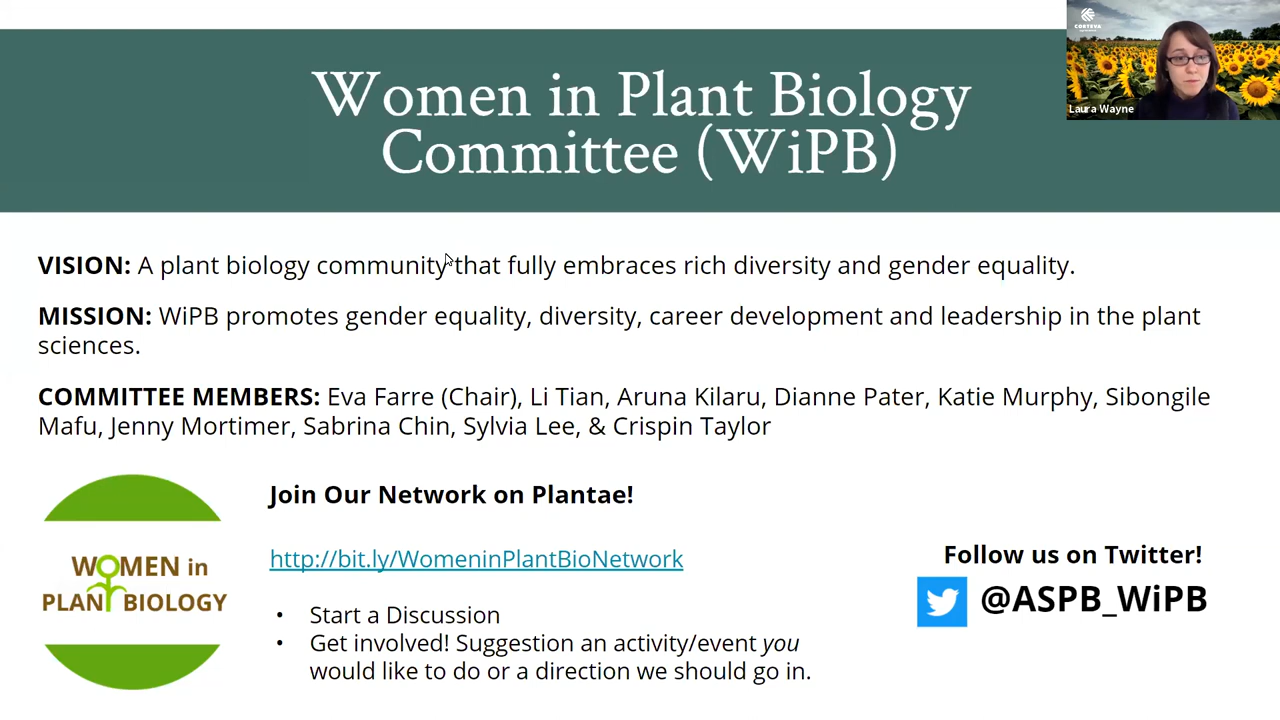 Women in Plant Biology
Committee (WiPB)
CORTEVA
Laura Wayne
VISION: A plant biology community that fully embraces rich diversity and gender equality.
MISSION: WiPB promotes gender equality, diversity, career development and leadership in the plant
sciences.
COMMITTEE MEMBERS: Eva Farre (Chair), Li Tian, Aruna Kilaru, Dianne Pater, Katie Murphy, Sibongile
Mafu, Jenny Mortimer, Sabrina Chin, Sylvia Lee, & Crispin Taylor
WOMEN in
PLANT BIOLOGY
Join Our Network on Plantae!
http://bit.ly/WomeninPlantBioNetwork
• Start a Discussion
• Get involved! Suggestion an activity/event you
would like to do or a direction we should go in.
Follow us on Twitter!
@ASPB_WiPB